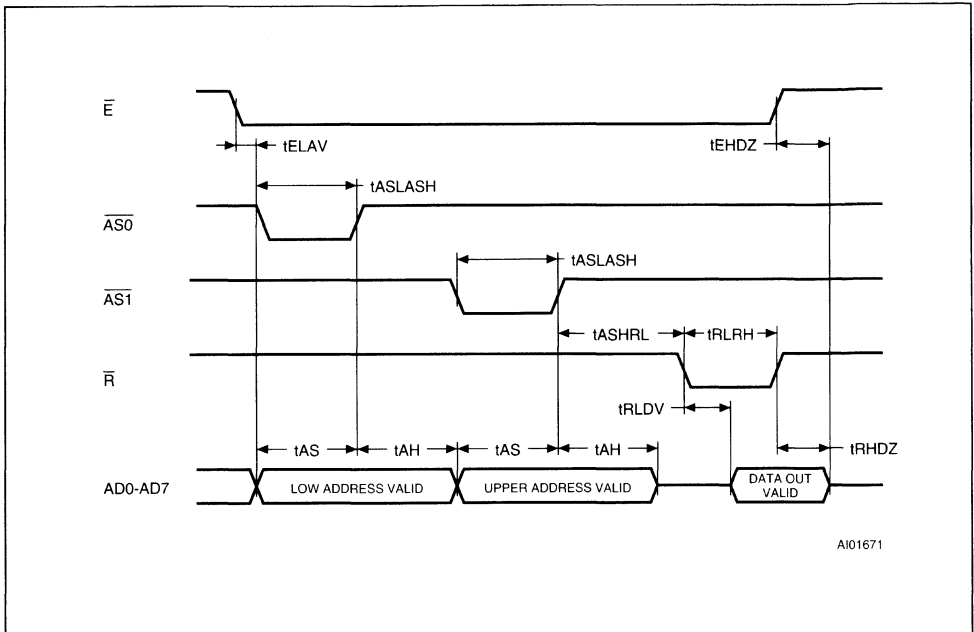 E
tELAV
tEHDZ
tASLASH
AS0
tASLASH
AS1
tASHRL
tRLRH
R
tRLDV
tRHDZ
tAS
tAH
tAS
tAH
AD0-AD7
LOW ADDRESS VALID
UPPER ADDRESS VALID
DATA OUT
VALID
AI01671